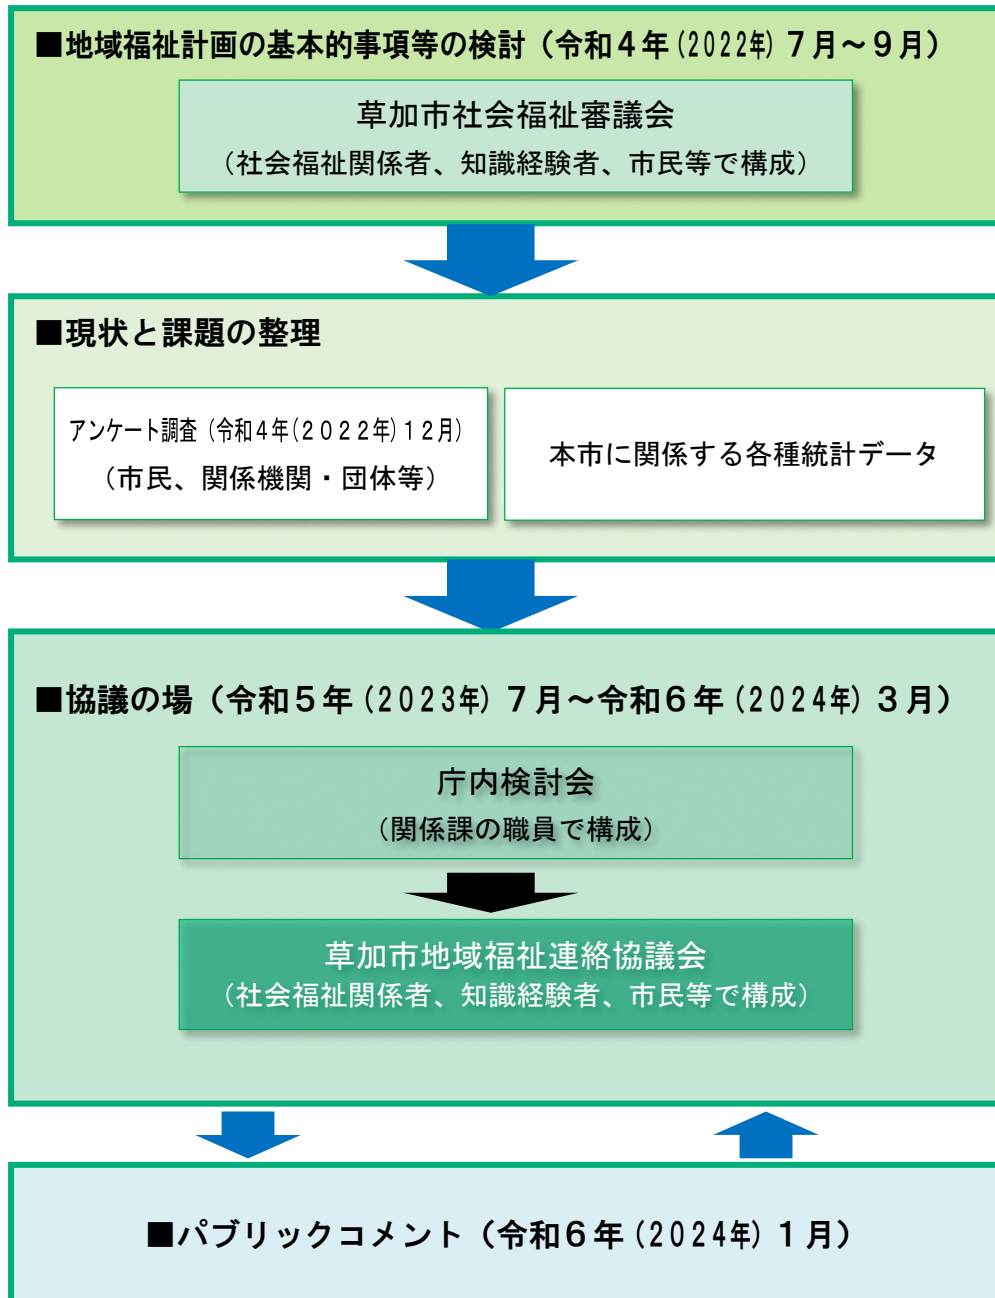 ■地域福祉計画の基本的事項等の検討（令和４年(2022年)７月～９月）
草加市社会福祉審議会
（社会福祉関係者、知識経験者、市民等で構成）
■現状と課題の整理
アンケート調査（令和４年(２０２２年)１２月）
（市民、関係機関・団体等）
本市に関係する各種統計データ
■協議の場（令和５年(2023年)７月～令和６年(2024年)３月）
庁内検討会
（関係課の職員で構成）
草加市地域福祉連絡協議会
（社会福祉関係者、知識経験者、市民等で構成）
■パブリックコメント（令和６年(2024年)１月）